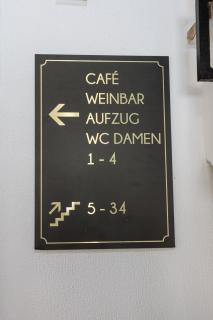 CAFÉ
WEINBAR
AUFZUG
WC DAMEN
1 - 4
5 - 34